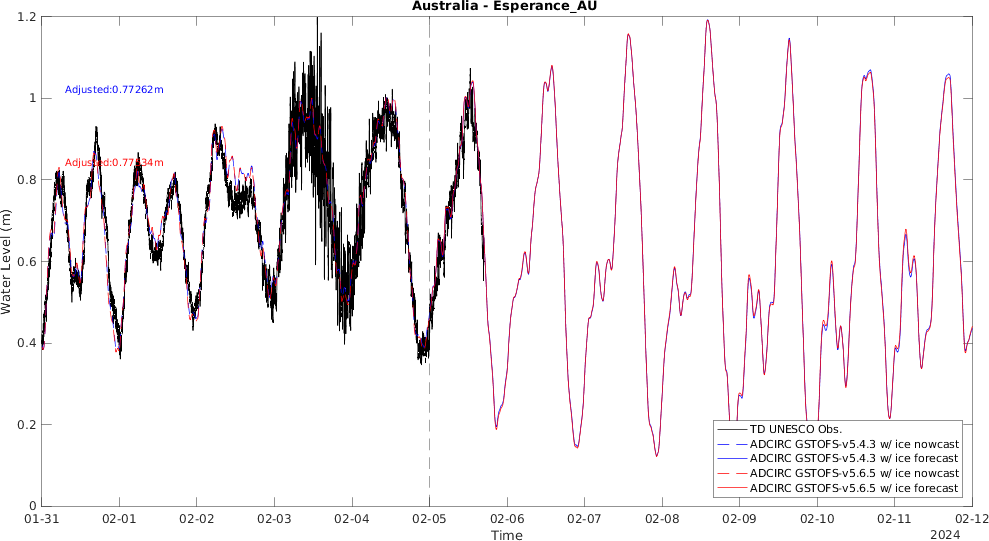 Australia - Esperance_AU
1.2
1
0.8
0.6
0.4
0.2
0
Water Level (m)
Adjusted:0.77262m
TD UNESCO Obs.
ADCIRC GSTOFS-v5.4.3 w/ ice nowcast
ADCIRC GSTOFS-v5.4.3 w/ ice forecast
ADCIRC GSTOFS-v5.6.5 w/ ice nowcast
ADCIRC GSTOFS-v5.6.5 w/ ice forecast
01-31 02-01 02-02 02-03 02-04 02-05 02-06 02-07 02-08 02-09 02-10 02-11 02-12
Time
2024